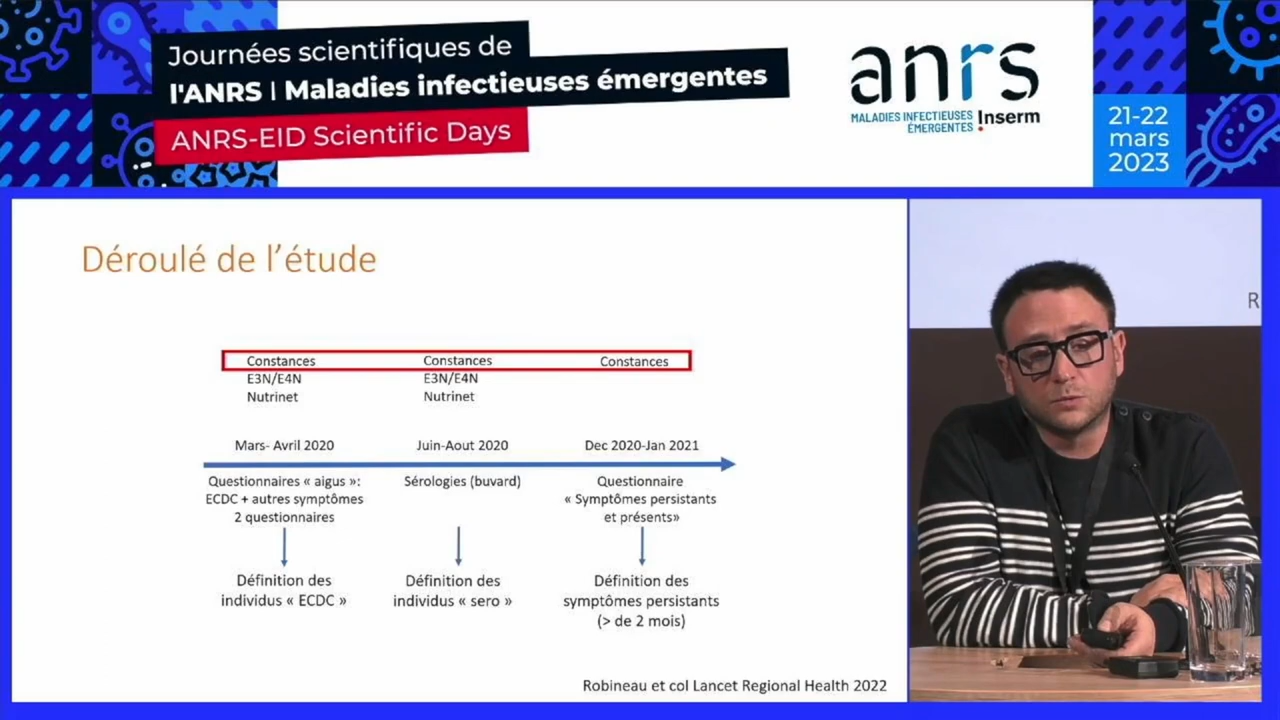 Journées scientifiques de
l'ANRS | Maladies infectieuses émergentes
ANRS-EID Scientific Days
anrs
MALADIES INFECTIEUSES
ÉMERGENTES
Inserm
21-22
mars
2023
Déroulé de l'étude
Constances Constances Constances
E3N/E4N E3N/E4N
Nutrinet Nutrinet
Mars- Avril 2020 Juin-Aout 2020 Dec 2020-Jan 2021
Questionnaires « aigus »: Sérologies (buvard) Questionnaire
ECDC + autres symptômes « Symptômes persistants
2 questionnaires et présents»
Définition des Définition des Définition des
individus « ECDC » individus « sero » symptômes persistants
(> de 2 mois)
Robineau et col Lancet Regional Health 2022
R